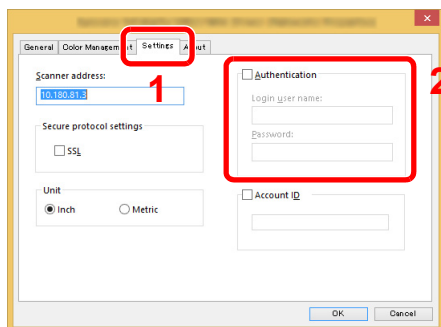 General Color Management Settings About
1
2
Scanner address:
10.180.81.3
Secure protocol settings
SSL
Unit
Inch Metric
Authentication
Login user name:
Password:
Account ID
OK Cancel